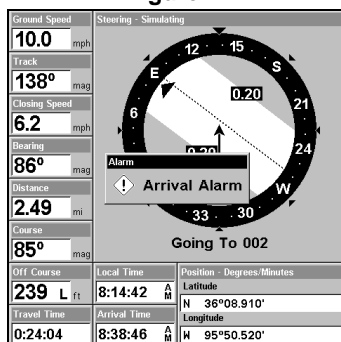 Ground Speed
10.0 mph
Track
138° mag
Closing Speed
6.2 mph
Bearing
86° mag
Distance
2.49 mi
Course
85° mag
Off Course
239 L ft
Travel Time
0:24:04
Steering - Simulating
12 15
E S
0.20
6 21
24
W
33 30
Alarm
Arrival Alarm
Going To 002
Local Time
8:14:42 AM
Arrival Time
8:38:46 AM
Position - Degrees/Minutes
Latitude
N 36°08.910'
Longitude
W 95°50.520'